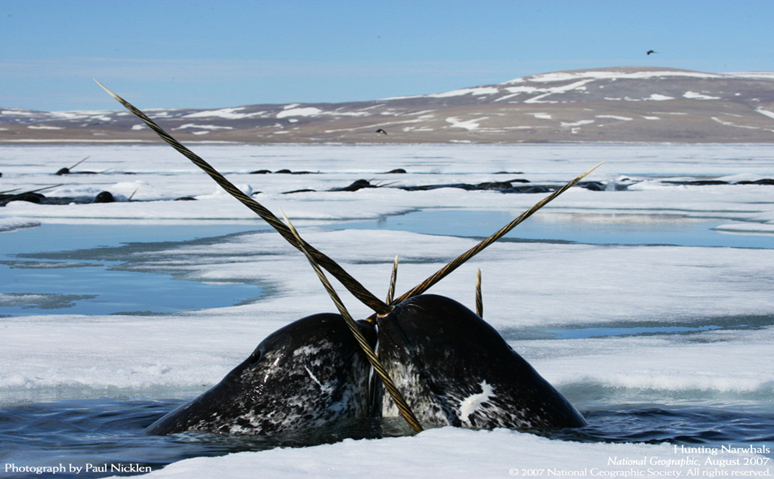 Photograph by Paul Nicklen
Hunting Narwhals
National Geographic, August 2007
© 2007 National Geographic Society. All rights reserved.